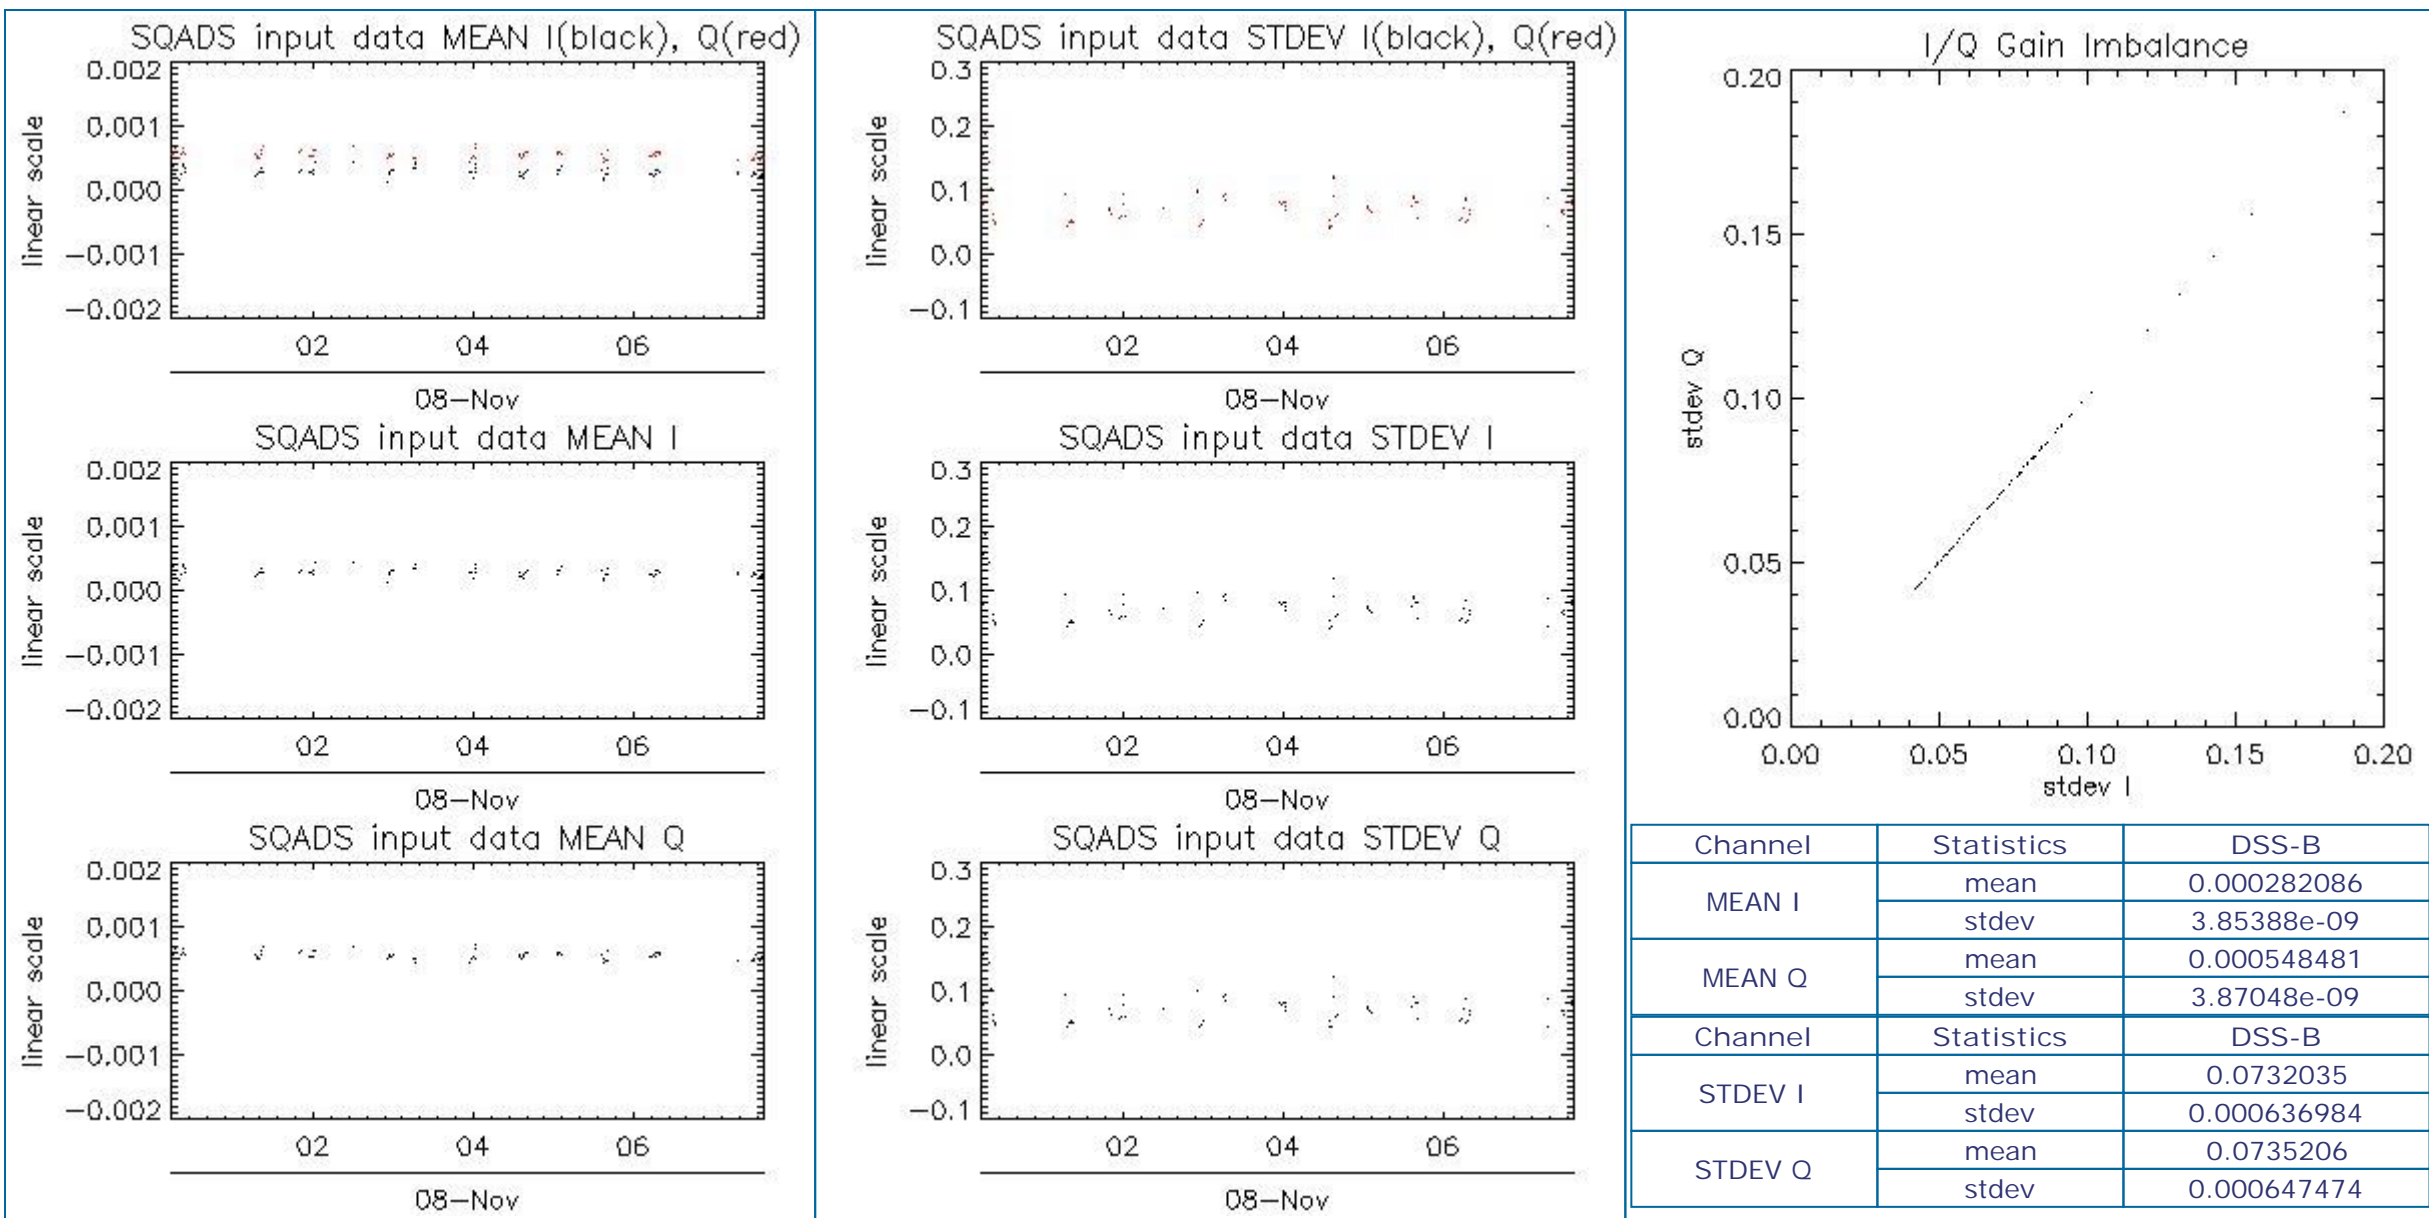 SQADS input data MEAN I(black), Q(red)
0.002
0.001
0.000
−0.001
−0.002
linear scale
02 04 06
08−Nov
SQADS input data MEAN I
0.002
0.001
0.000
−0.001
−0.002
linear scale
02 04 06
08−Nov
SQADS input data MEAN Q
0.002
0.001
0.000
−0.001
−0.002
linear scale
02 04 06
08−Nov
SQADS input data STDEV I(black), Q(red)
0.3
0.2
0.1
0.0
−0.1
linear scale
02 04 06
08−Nov
SQADS input data STDEV I
0.3
0.2
0.1
0.0
−0.1
linear scale
02 04 06
08−Nov
SQADS input data STDEV Q
0.3
0.2
0.1
0.0
−0.1
linear scale
02 04 06
08−Nov
I/Q Gain Imbalance
0.20
0.15
0.10
0.05
0.00
stdev Q
0.00 0.05 0.10 0.15 0.20
stdev I
Channel Statistics DSS-B
MEAN I mean 0.000282086
stdev 3.85388e-09
MEAN Q mean 0.000548481
stdev 3.87048e-09
Channel Statistics DSS-B
STDEV I mean 0.0732035
stdev 0.000636984
STDEV Q mean 0.0735206
stdev 0.000647474